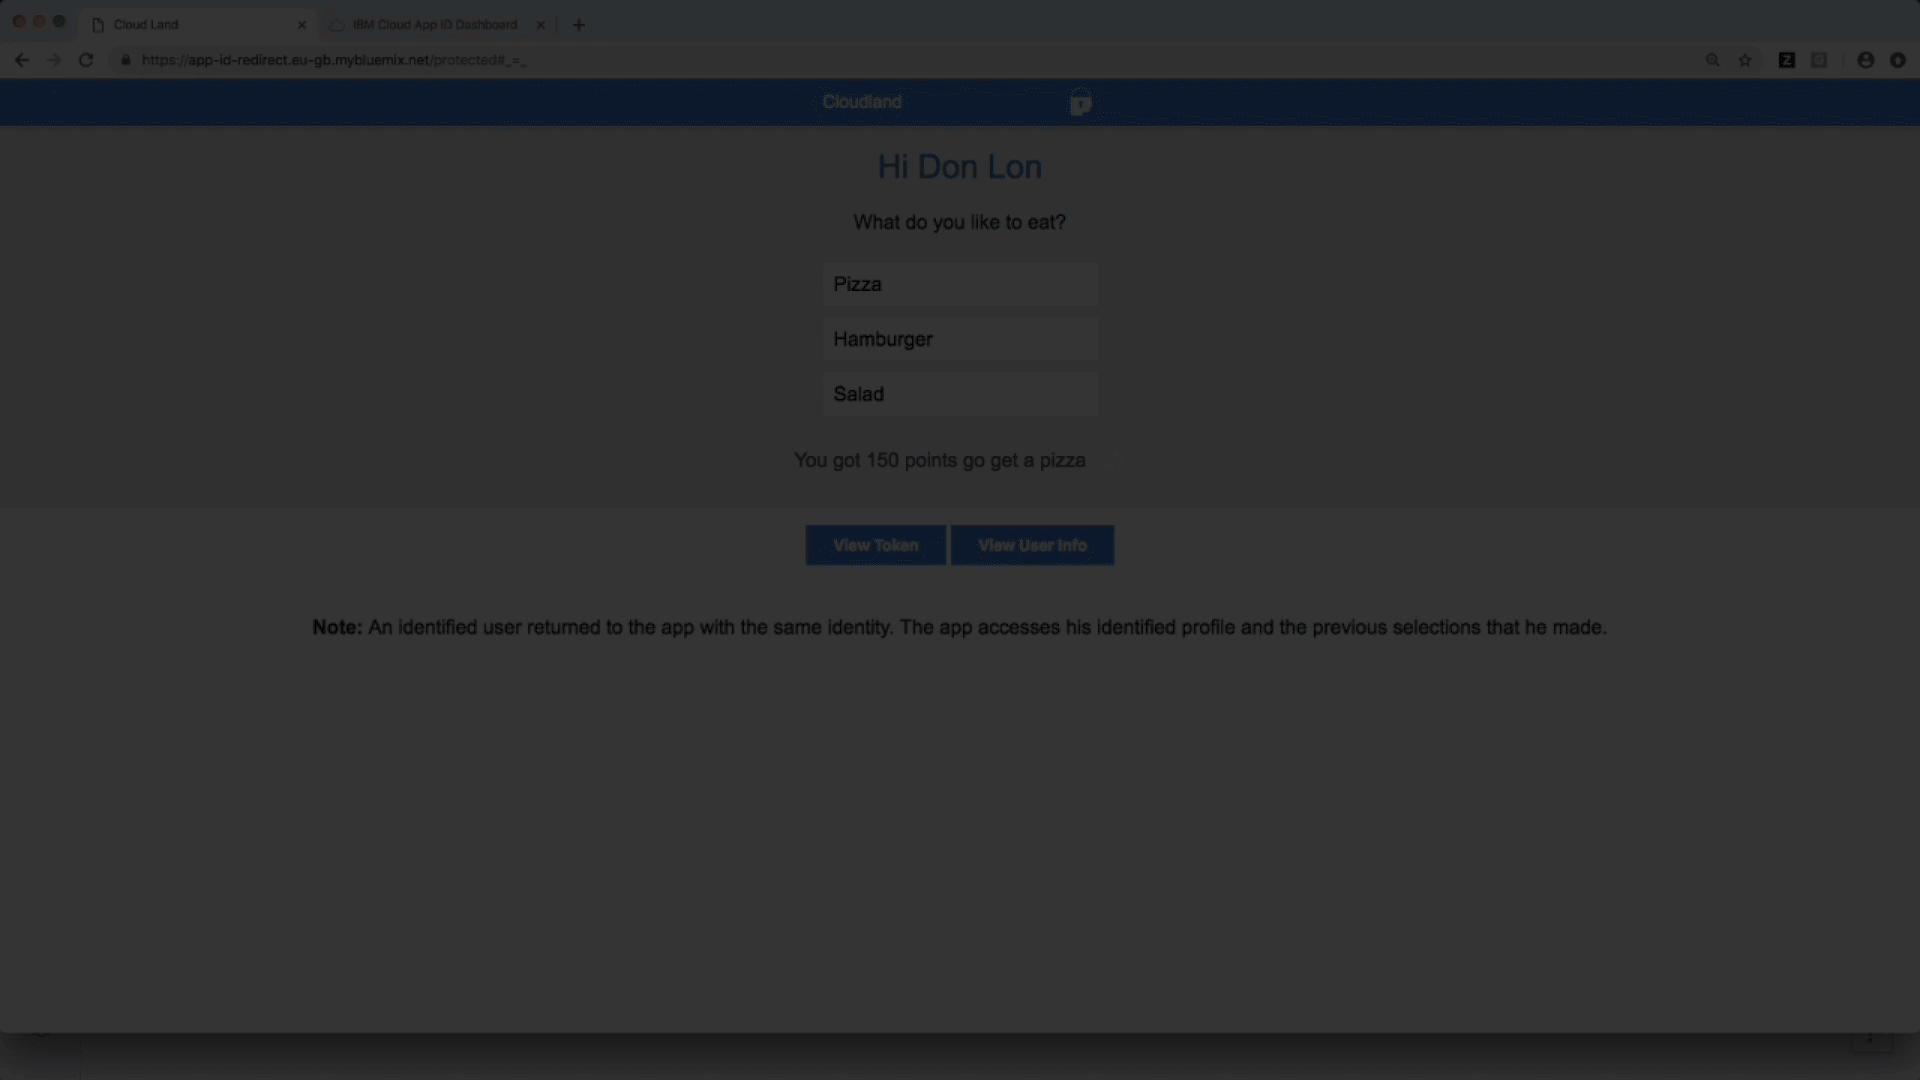 Cloud Land
IBM Cloud App ID Dashboard
https://app-id-redirect.eu-gb.mybluemix.net/protected#_=_
Cloudland
Hi Don Lon
What do you like to eat?
Pizza
Hamburger
Salad
You got 150 points go get a pizza
View Token
View User Info
Note: An identified user returned to the app with the same identity. The app accesses his identified profile and the previous selections that he made.